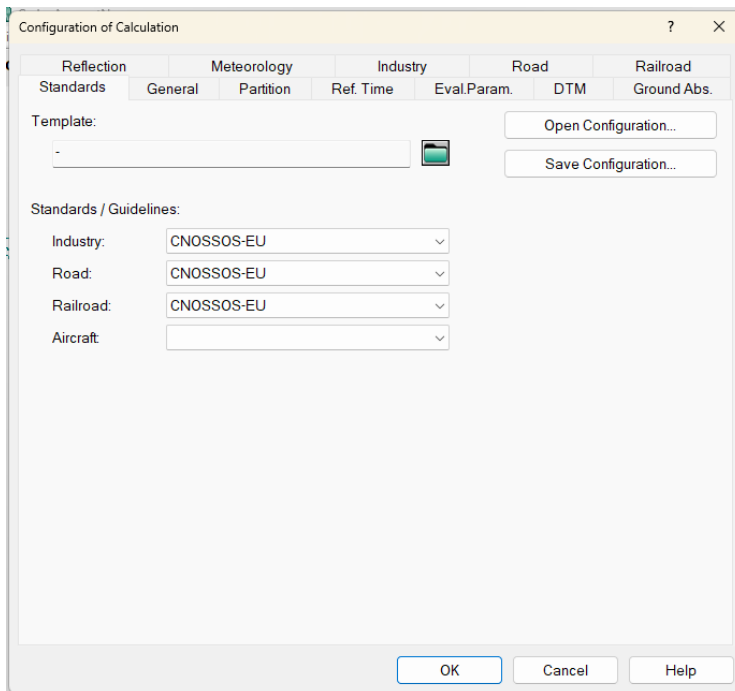 Configuration of Calculation ?
Reflection Meteorology Industry Road Railroad
Standards General Partition Ref. Time Eval.Param. DTM Ground Abs.
Template:
Open Configuration...
-
Save Configuration...
Standards / Guidelines:
Industry: CNOSSOS-EU
Road: CNOSSOS-EU
Railroad: CNOSSOS-EU
Aircraft:
OK Cancel Help